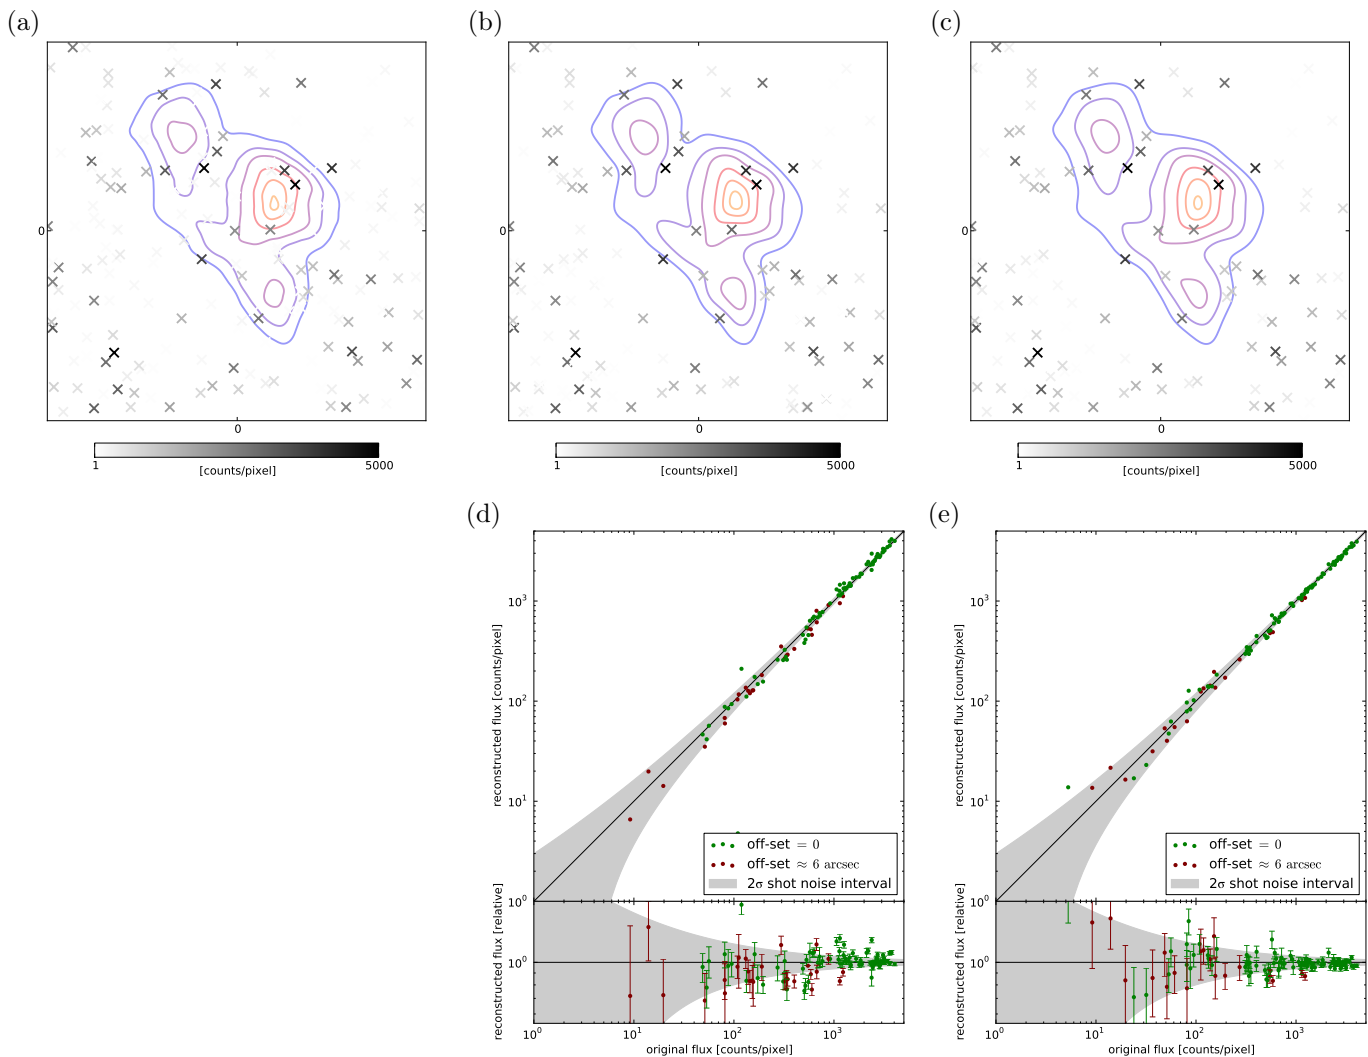 (a)
(b)
(c)
0
0
0
0
0
0
1
5000
[counts/pixel]
1
5000
[counts/pixel]
1
5000
[counts/pixel]
(d)
(e)
reconstructed flux [counts/pixel]
10³
10²
10¹
off-set = 0
off-set ≈ 6 arcsec
2σ shot noise interval
reconstructed flux [relative]
10⁰
10⁰
10⁰
10¹
10²
10³
original flux [counts/pixel]
reconstructed flux [counts/pixel]
10³
10²
10¹
off-set = 0
off-set ≈ 6 arcsec
2σ shot noise interval
reconstructed flux [relative]
10⁰
10⁰
10⁰
10¹
10²
10³
original flux [counts/pixel]